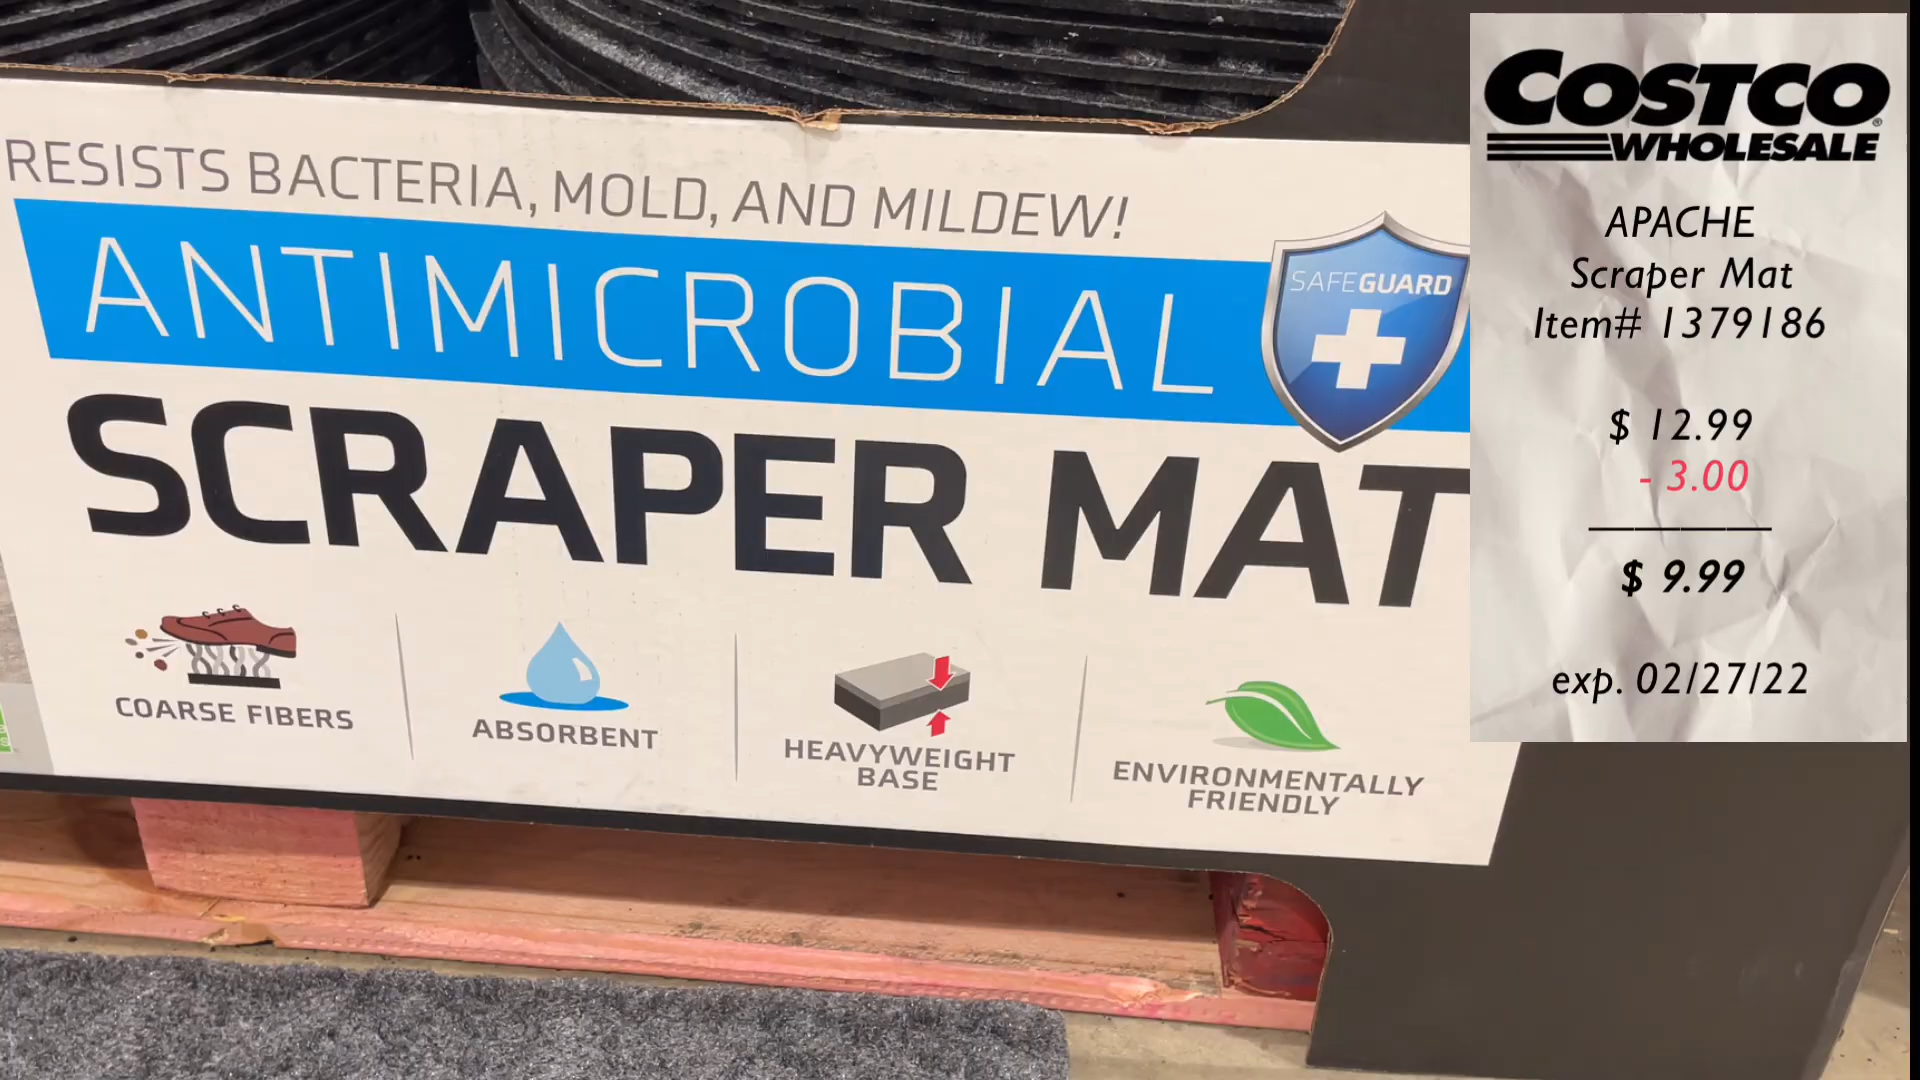 RESISTS BACTERIA, MOLD, AND MILDEW!
ANTIMICROBIAL
SAFEGUARD
SCRAPER MAT
COARSE FIBERS
ABSORBENT
HEAVYWEIGHT
BASE
ENVIRONMENTALLY
FRIENDLY
COSTCO
WHOLESALE
APACHE
Scraper Mat
Item# 1379186
$ 12.99
- 3.00
$ 9.99
exp. 02/27/22